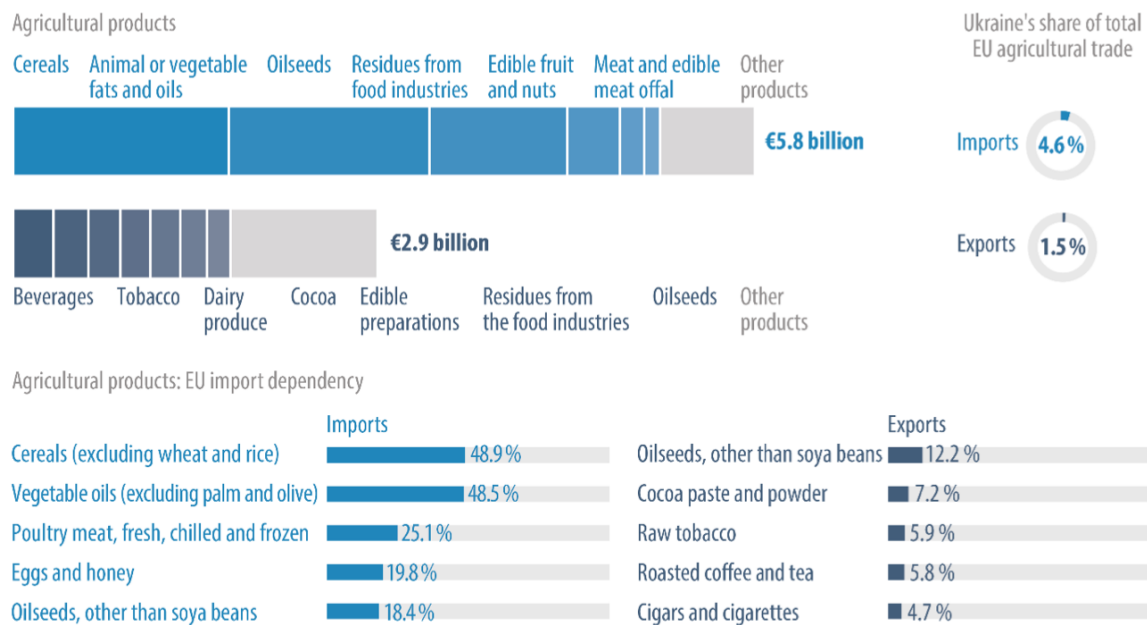 Agricultural products
Cereals
Animal or vegetable
fats and oils
Oilseeds
Residues from
food industries
Edible fruit
and nuts
Meat and edible
meat offal
Other
products
€5.8 billion
Ukraine's share of total
EU agricultural trade
Imports
4.6 %
€2.9 billion
Exports
1.5 %
Beverages
Tobacco
Dairy
produce
Cocoa
Edible
preparations
Residues from
the food industries
Oilseeds
Other
products
Agricultural products: EU import dependency
Imports
Cereals (excluding wheat and rice) 48.9 %
Vegetable oils (excluding palm and olive) 48.5 %
Poultry meat, fresh, chilled and frozen 25.1 %
Eggs and honey 19.8 %
Oilseeds, other than soya beans 18.4 %
Exports
Oilseeds, other than soya beans 12.2 %
Cocoa paste and powder 7.2 %
Raw tobacco 5.9 %
Roasted coffee and tea 5.8 %
Cigars and cigarettes 4.7 %